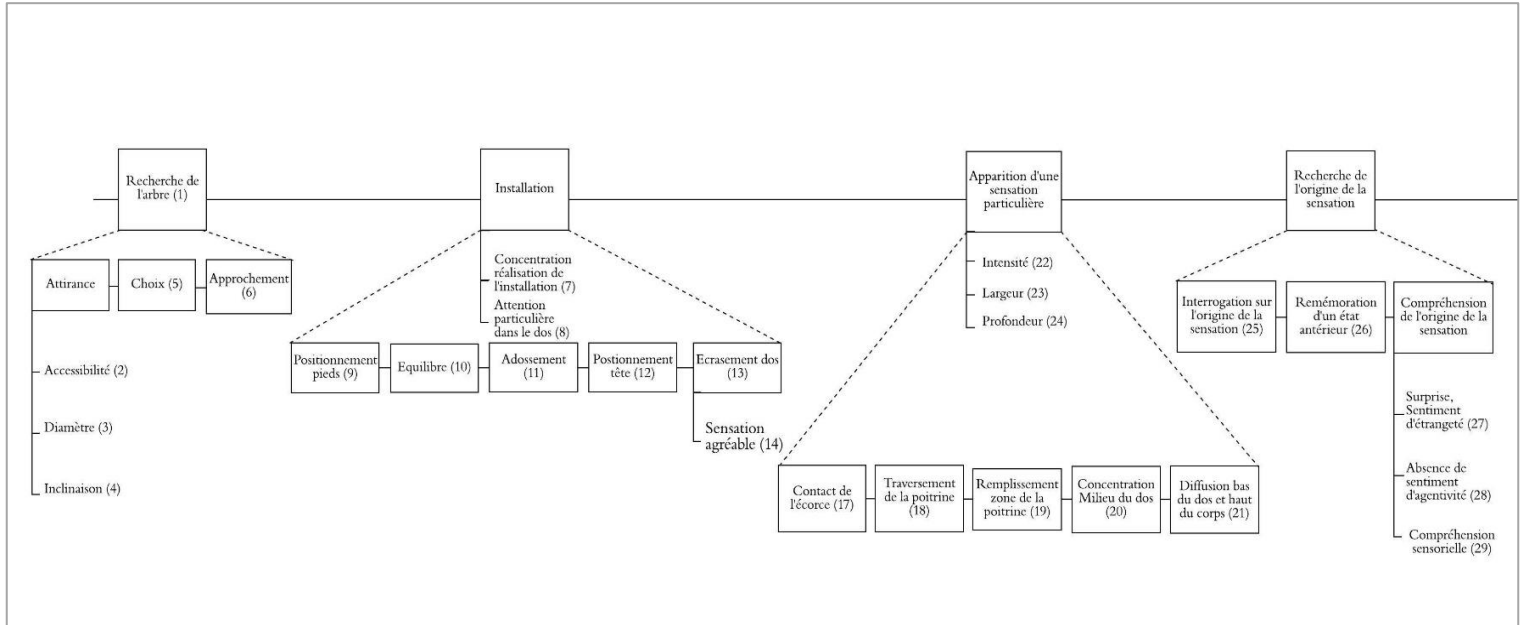 Recherche de
l'arbre (1)
Installation
Apparition d'une
sensation
particulière
Recherche de
l'origine de la
sensation
Attirance
Choix (5)
Approchement
(6)
Accessibilité (2)
Diamètre (3)
Inclinaison (4)
Concentration
réalisation de
l'installation (7)
Attention
particulière
dans le dos (8)
Positionnement
pieds (9)
Equilibre (10)
Adossement
(11)
Postionnement
tête (12)
Ecrasement dos
(13)
Sensation
agréable (14)
Intensité (22)
Largeur (23)
Profondeur (24)
Contact de
l'écorce (17)
Traversement
de la poitrine
(18)
Remplissement
zone de la
poitrine (19)
Concentration
Milieu du dos
(20)
Diffusion bas
du dos et haut
du corps (21)
Interrogation sur
l'origine de la
sensation (25)
Remémoration
d'un état
antérieur (26)
Compréhension
de l'origine de la
sensation
Surprise,
Sentiment
d'étrangeté (27)
Absence de
sentiment
d'agentivité (28)
Compréhension
sensorielle (29)